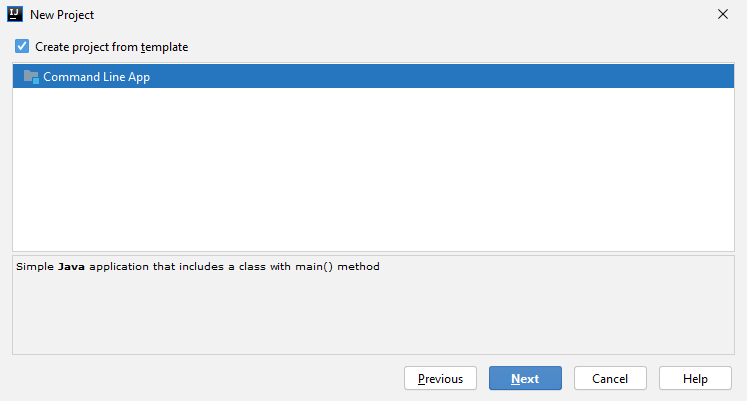 IJ
New Project
Create project from template
Command Line App
Simple Java application that includes a class with main() method
Previous
Next
Cancel
Help